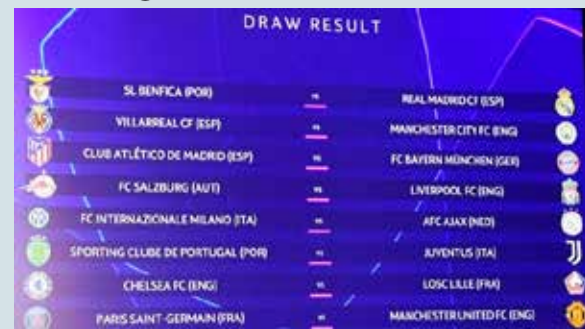 DRAW RESULT
SL BENFICA (POR) vs REAL MADRID CF (ESP)
VILLARREAL CF (ESP) vs MANCHESTER CITY FC (ENG)
CLUB ATLÉTICO DE MADRID (ESP) vs FC BAYERN MÜNCHEN (GER)
FC SALZBURG (AUT) vs LIVERPOOL FC (ENG)
FC INTERNAZIONALE MILANO (ITA) vs AFC AJAX (NED)
SPORTING CLUBE DE PORTUGAL (POR) vs JUVENTUS (ITA)
CHELSEA FC (ENG) vs LOSC LILLE (FRA)
PARIS SAINT-GERMAIN (FRA) MANCHESTER UNITED FC (ENG)